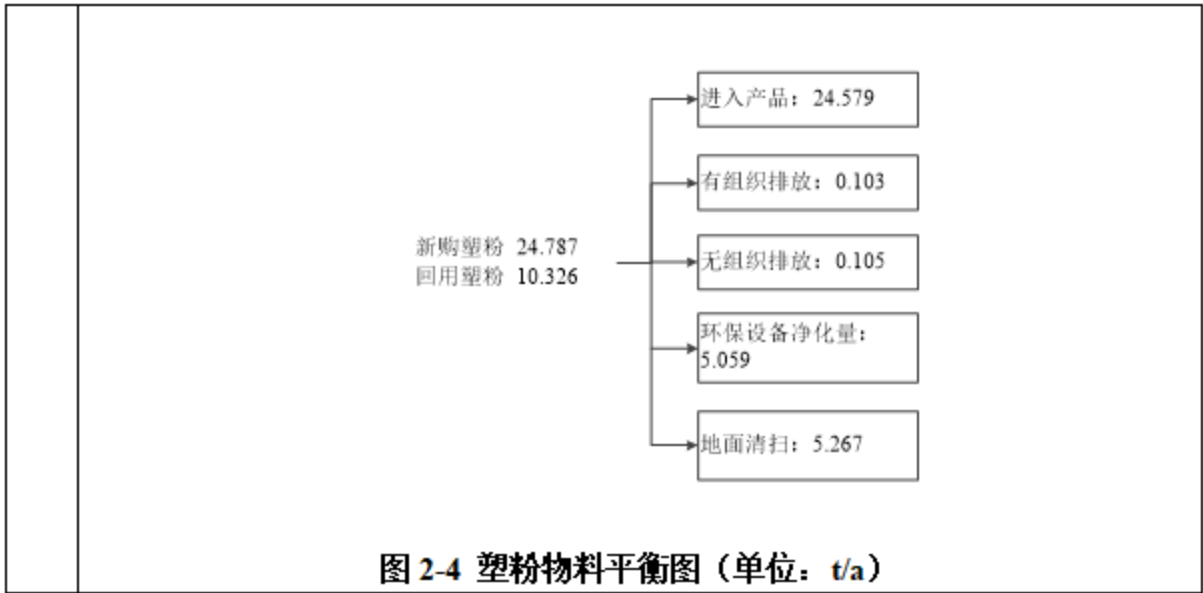 进入产品：24.579
有组织排放：0.103
新购塑粉 24.787
回用塑粉 10.326
无组织排放：0.105
环保设备净化量：
5.059
地面清扫：5.267
图 2-4 塑粉物料平衡图（单位：t/a）